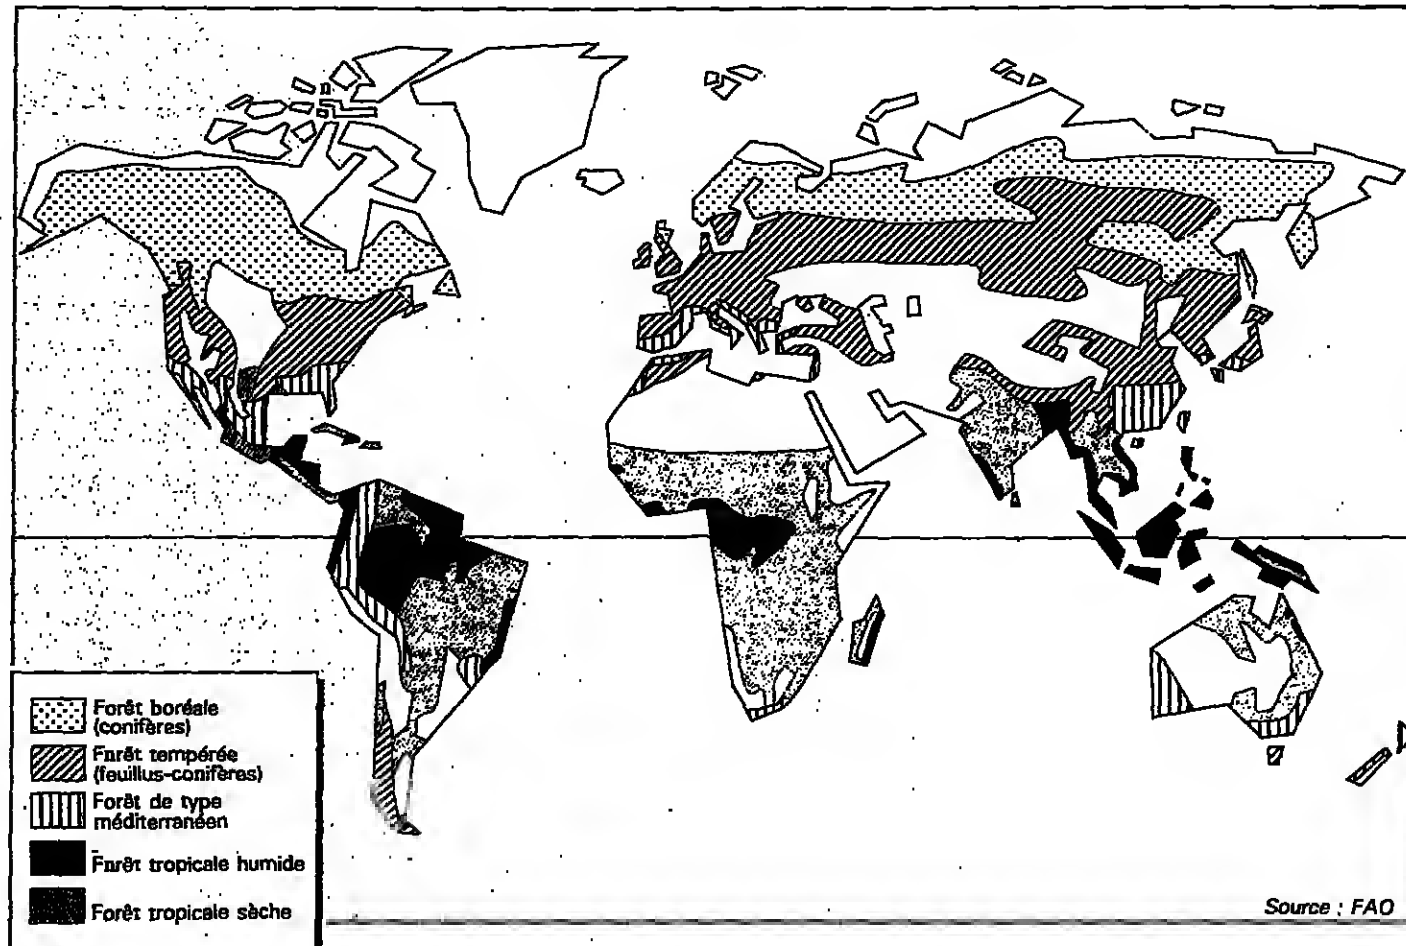 Forêt boréale
(conifères)
Forêt tempérée
(feuillus-conifères)
Forêt de type
méditerranéen
Forêt tropicale humide
Forêt tropicale sèche
Source : FAO